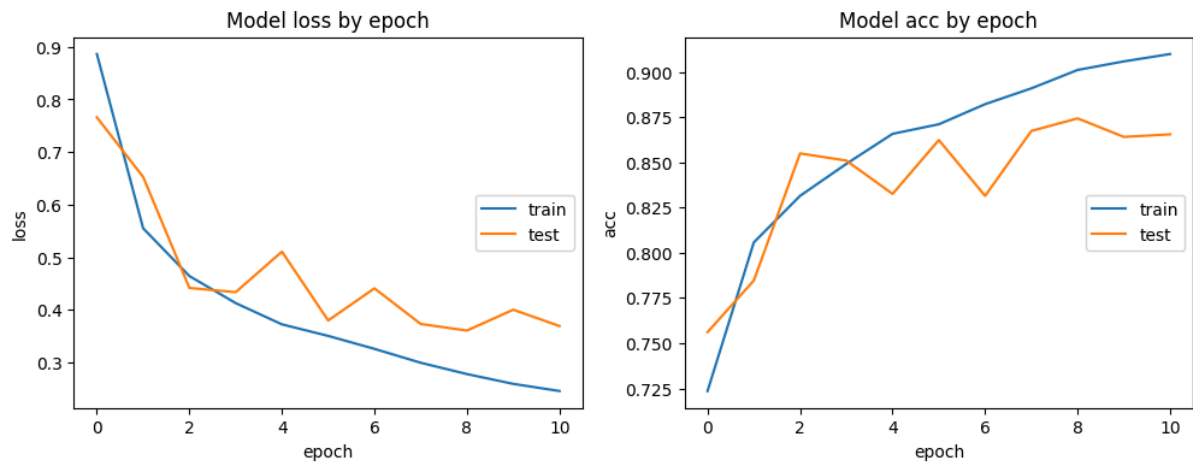 Model loss by epoch
0.9
0.8
0.7
0.6
0.5
0.4
0.3
loss
0 2 4 6 8 10
epoch
train
test
Model acc by epoch
0.900
0.875
0.850
0.825
0.800
0.775
0.750
0.725
acc
0 2 4 6 8 10
epoch
train
test